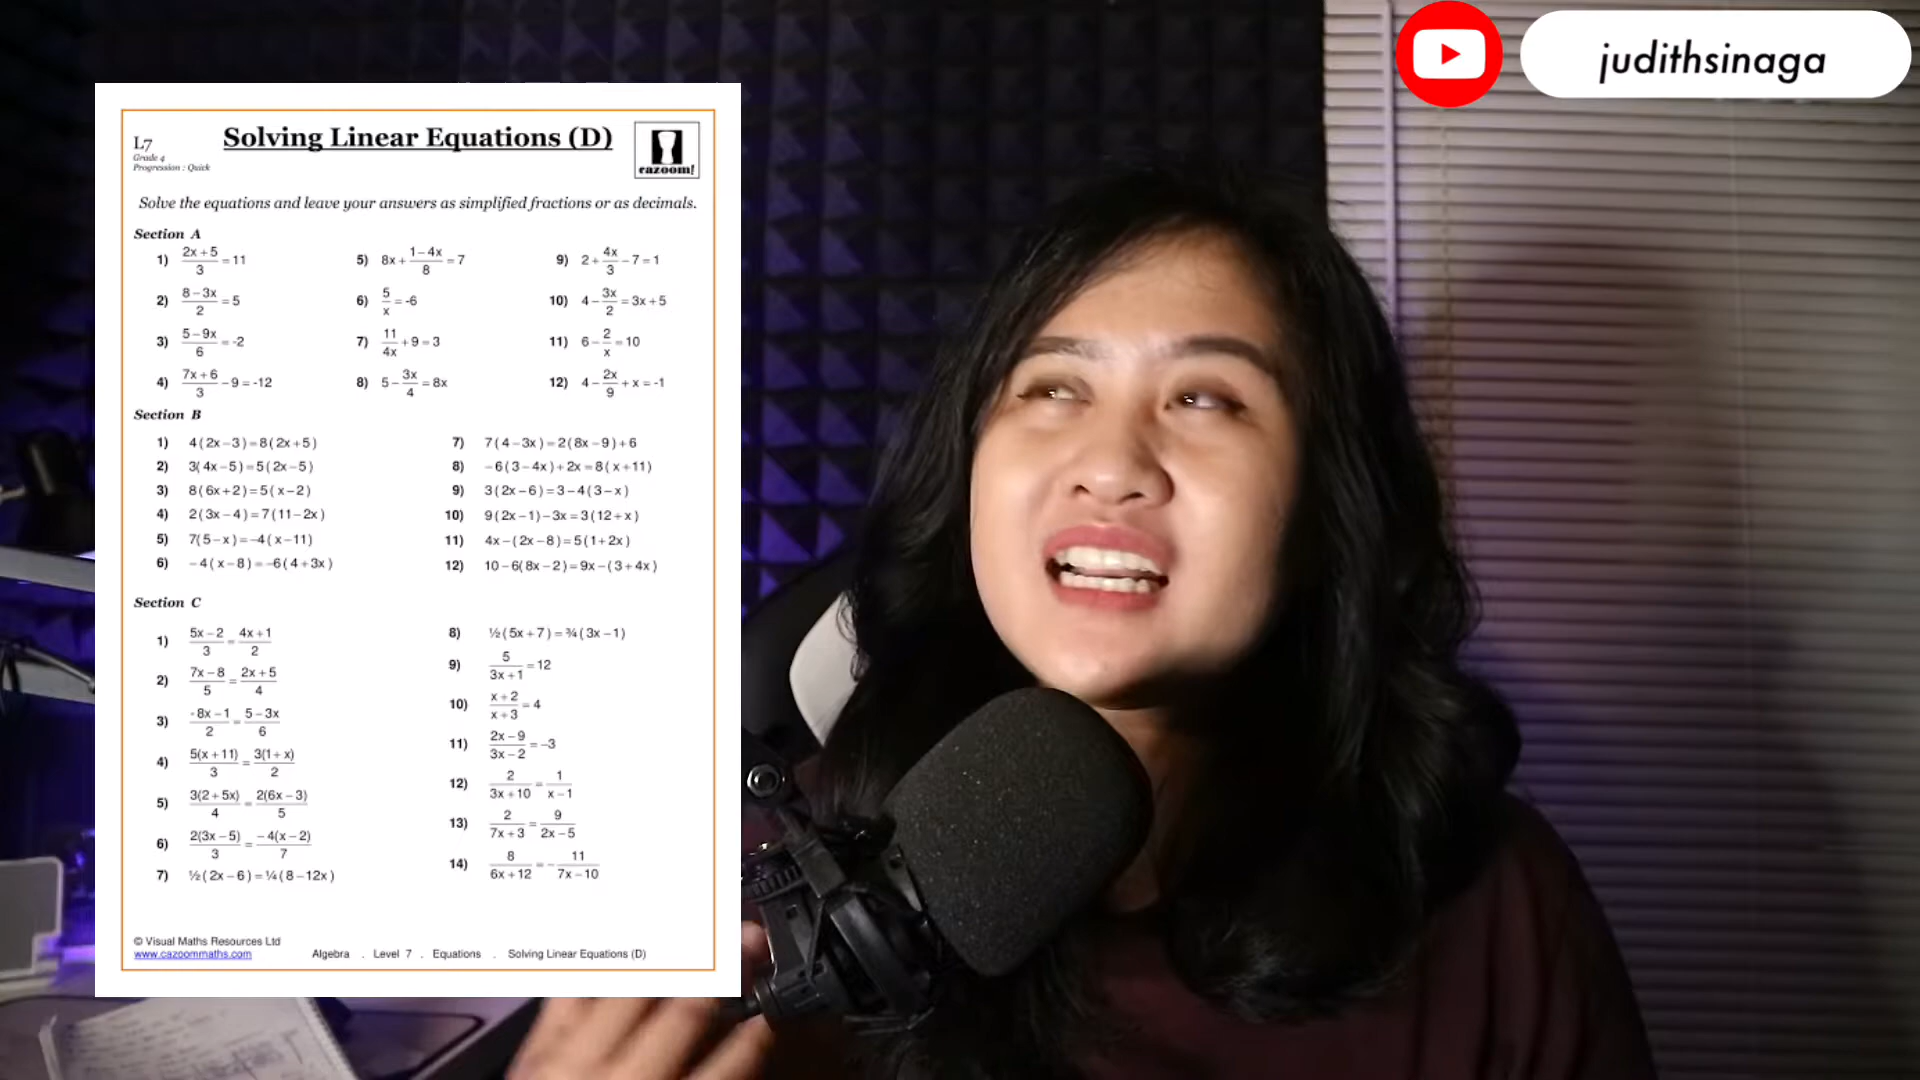 judithsinaga
L7
Grade 4
Progression : Quick
Solving Linear Equations (D)
cazoom!
Solve the equations and leave your answers as simplified fractions or as decimals.
Section A
1) (2x + 5)/3 = 11
2) (8 – 3x)/2 = 5
3) (5 – 9x)/6 = -2
4) (7x + 6)/3 – 9 = -12
5) 8x + (1 – 4x)/8 = 7
6) 5/x = -6
7) 11/4x + 9 = 3
8) 5 – 3x/4 = 8x
9) 2 + 4x/3 – 7 = 1
10) 4 – 3x/2 = 3x + 5
11) 6 – 2/x = 10
12) 4 – 2x/9 + x = -1
Section B
1) 4(2x – 3) = 8(2x + 5)
2) 3(4x – 5) = 5(2x – 5)
3) 8(6x + 2) = 5(x – 2)
4) 2(3x – 4) = 7(11 – 2x)
5) 7(5 – x) = –4(x – 11)
6) –4(x – 8) = –6(4 + 3x)
7) 7(4 – 3x) = 2(8x – 9) + 6
8) –6(3 – 4x) + 2x = 8(x + 11)
9) 3(2x – 6) = 3 – 4(3 – x)
10) 9(2x – 1) – 3x = 3(12 + x)
11) 4x – (2x – 8) = 5(1 + 2x)
12) 10 – 6(8x – 2) = 9x – (3 + 4x)
Section C
1) (5x – 2)/3 = (4x + 1)/2
2) (7x – 8)/5 = (2x + 5)/4
3) (-8x – 1)/2 = (5 – 3x)/6
4) 5(x + 11)/3 = 3(1 + x)/2
5) 3(2 + 5x)/4 = 2(6x – 3)/5
6) 2(3x – 5)/3 = –4(x – 2)/7
7) ½(2x – 6) = ¼(8 – 12x)
8) ½(5x + 7) = ¾(3x – 1)
9) 5/(3x + 1) = 12
10) (x + 2)/(x + 3) = 4
11) (2x – 9)/(3x – 2) = –3
12) 2/(3x + 10) = 1/(x – 1)
13) 2/(7x + 3) = 9/(2x – 5)
14) 8/(6x + 12) = – 11/(7x – 10)
© Visual Maths Resources Ltd
www.cazoommaths.com
Algebra . Level 7 . Equations . Solving Linear Equations (D)